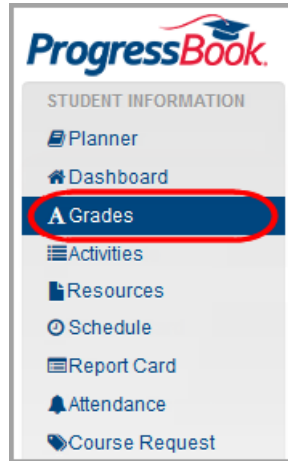 ProgressBook.
STUDENT INFORMATION
Planner
Dashboard
A Grades
Activities
Resources
Schedule
Report Card
Attendance
Course Request